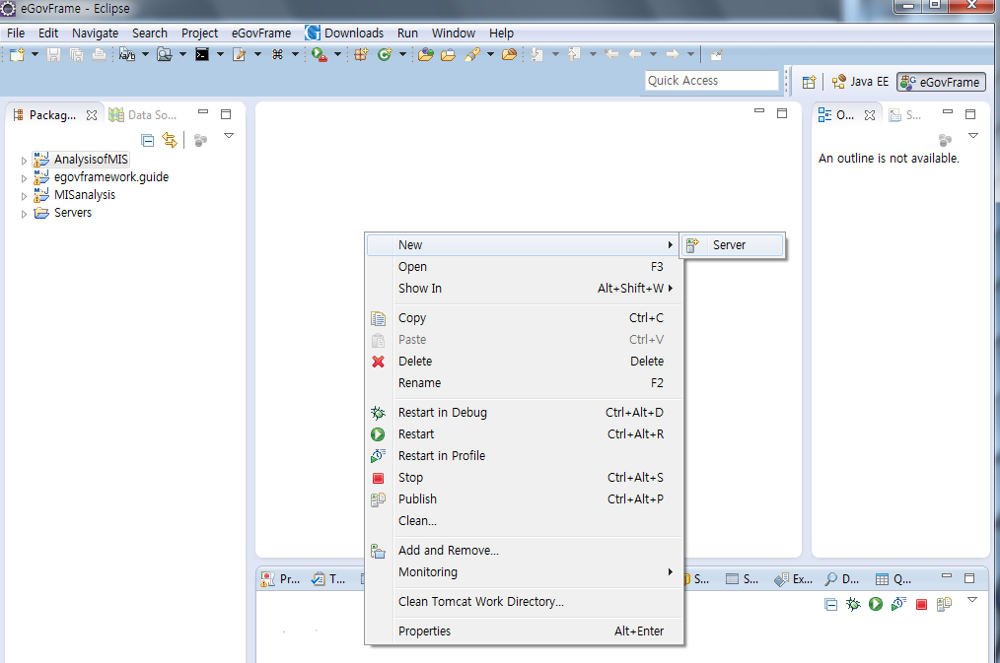 eGovFrame - Eclipse
File Edit Navigate Search Project eGovFrame Downloads Run Window Help
Quick Access
Java EE
eGovFrame
Packag...
Data So...
O...
S...
AnalysisofMIS
egovframework.guide
MISanalysis
Servers
An outline is not available.
New
Server
Open F3
Show In Alt+Shift+W
Copy Ctrl+C
Paste Ctrl+V
Delete Delete
Rename F2
Restart in Debug Ctrl+Alt+D
Restart Ctrl+Alt+R
Restart in Profile
Stop Ctrl+Alt+S
Publish Ctrl+Alt+P
Clean...
Add and Remove...
Monitoring
Clean Tomcat Work Directory...
Properties Alt+Enter
Pr... T... S... S... Ex... D... Q...